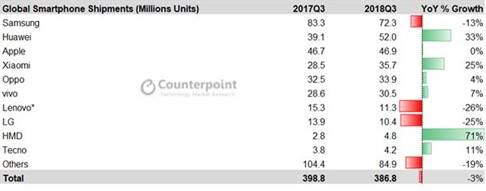 Global Smartphone Shipments (Millions Units) 2017Q3 2018Q3 YoY % Growth
Samsung 83.3 72.3 -13%
Huawei 39.1 52.0 33%
Apple 46.7 46.9 0%
Xiaomi 28.5 35.7 25%
Oppo 32.5 33.9 4%
vivo 28.6 30.5 7%
Lenovo* 15.3 11.3 -26%
LG 13.9 10.4 -25%
HMD 2.8 4.8 71%
Tecno 3.8 4.2 11%
Others 104.4 84.9 -19%
Total 398.8 386.8 -3%
Counterpoint
Technology Market Research